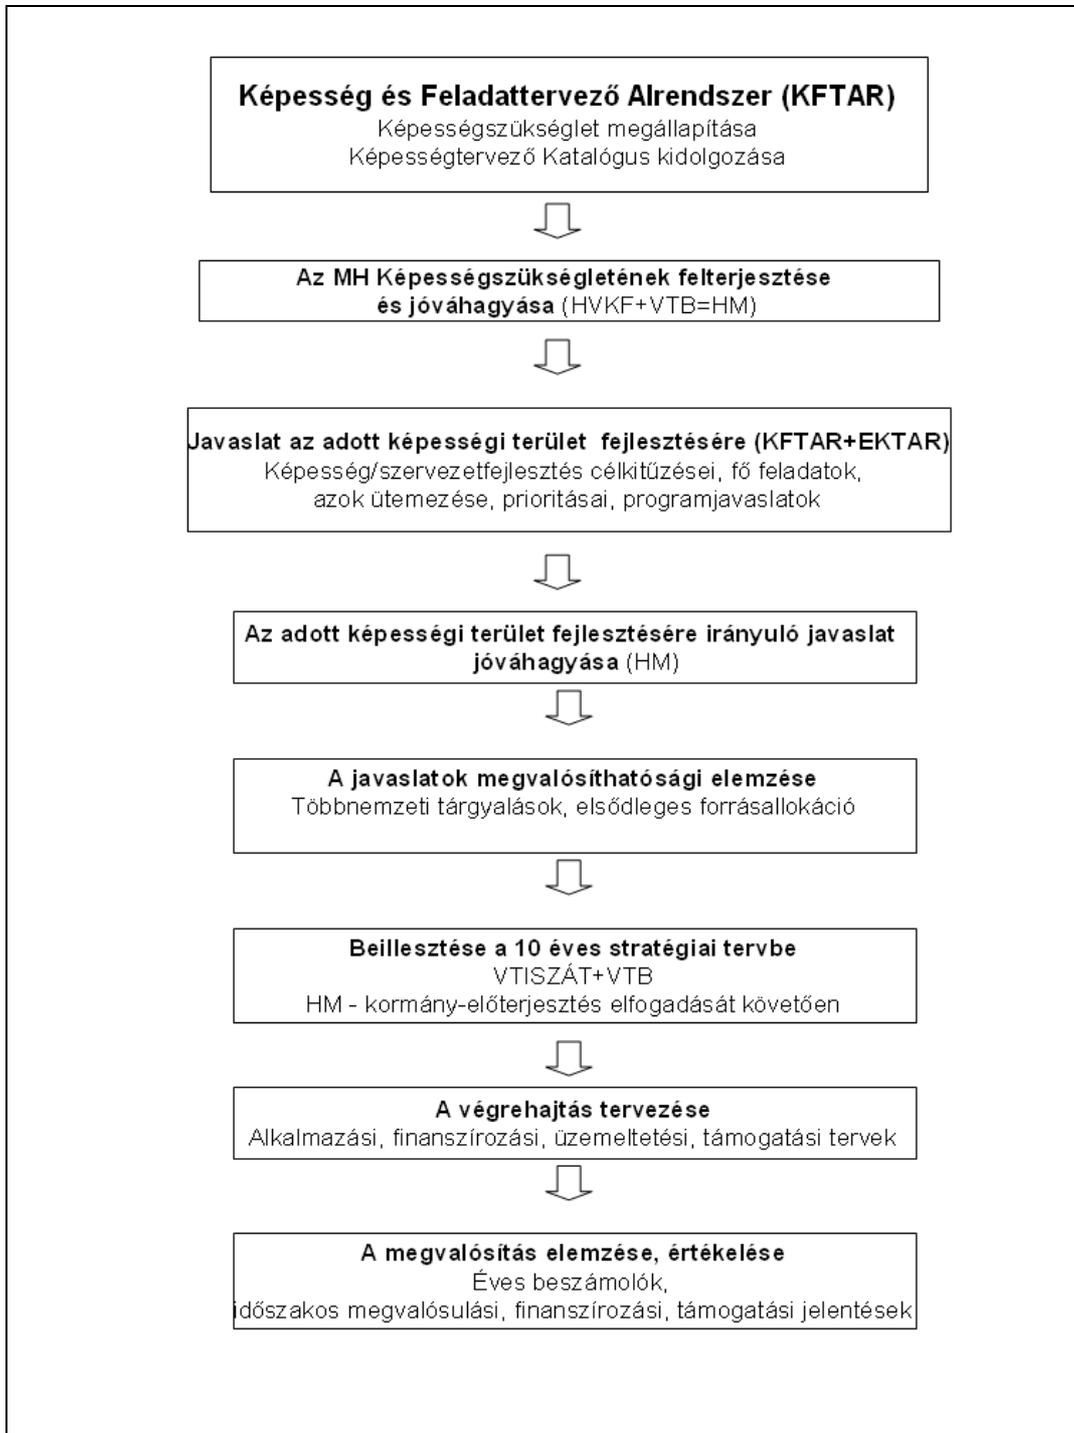 Képesség és Feladattervező Alrendszer (KFTAR)
Képességszükséglet megállapítása
Képességtervező Katalógus kidolgozása
Az MH Képességszükségletének felterjesztése
és jóváhagyása (HVKF+VTB=HM)
Javaslat az adott képességi terület fejlesztésére (KFTAR+EKTAR)
Képesség/szervezetfejlesztés célkitűzései, fő feladatok,
azok ütemezése, prioritásai, programjavaslatok
Az adott képességi terület fejlesztésére irányuló javaslat
jóváhagyása (HM)
A javaslatok megvalósíthatósági elemzése
Többnemzeti tárgyalások, elsődleges forrásallokáció
Beillesztése a 10 éves stratégiai tervbe
VTISZÁT+VTB
HM - kormány-előterjesztés elfogadását követően
A végrehajtás tervezése
Alkalmazási, finanszírozási, üzemeltetési, támogatási tervek
A megvalósítás elemzése, értékelése
Éves beszámolók,
időszakos megvalósulási, finanszírozási, támogatási jelentések